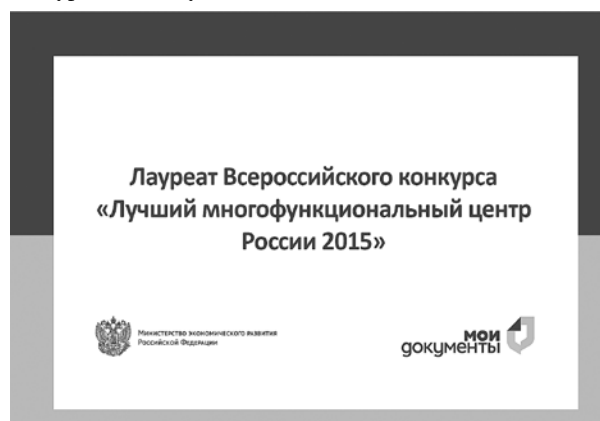 Лауреат Всероссийского конкурса
«Лучший многофункциональный центр
России 2015»
Министерство экономического развития
Российской Федерации
мои
документы